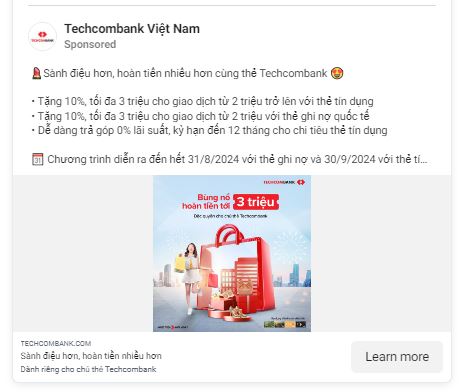 TECHCOMBANK
Techcombank Việt Nam
Sponsored
Sành điệu hơn, hoàn tiền nhiều hơn cùng thẻ Techcombank
• Tặng 10%, tối đa 3 triệu cho giao dịch từ 2 triệu trở lên với thẻ tín dụng
• Tặng 10%, tối đa 3 triệu cho giao dịch từ 2 triệu với thẻ ghi nợ quốc tế
• Dễ dàng trả góp 0% lãi suất, kỳ hạn đến 12 tháng cho chi tiêu thẻ tín dụng
Chương trình diễn ra đến hết 31/8/2024 với thẻ ghi nợ và 30/9/2024 với thẻ tí...
TECHCOMBANK
Bùng nổ
hoàn tiền tới 3 triệu
Độc quyền cho chủ thẻ Techcombank
TECHCOMBANK.COM
Sành điệu hơn, hoàn tiền nhiều hơn
Dành riêng cho chủ thẻ Techcombank
Learn more